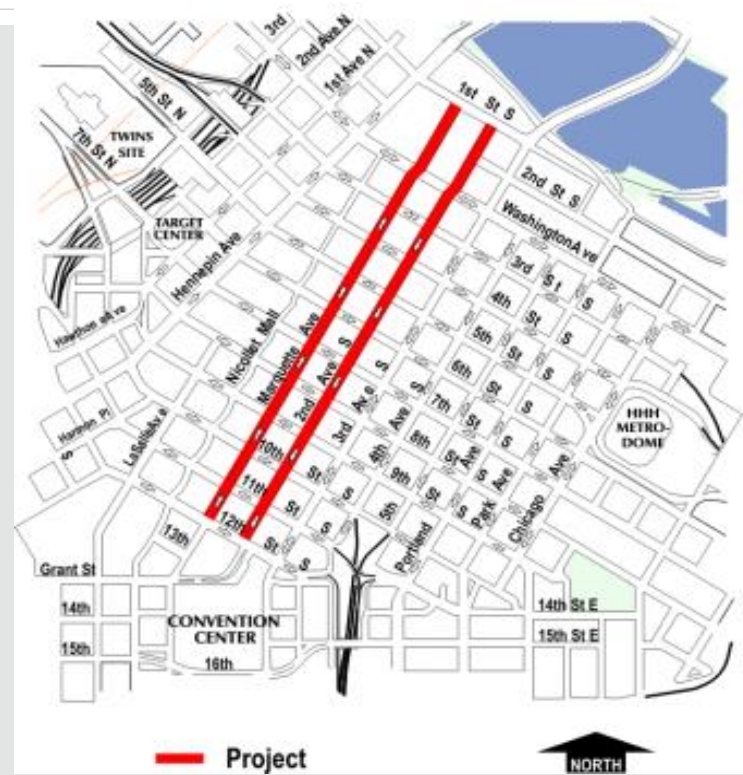 3rd
2nd Ave N
1st Ave N
5th St N
7th St N
TWINS
SITE
1st St S
2nd St S
TARGET
CENTER
Hennepin Ave
Washington Ave
3rd St S
4th St S
5th St S
6th St S
7th St S
8th St S
9th St S
10th St S
11th St S
12th St S
Nicollet Mall
Marquette Ave
2nd Ave S
3rd Ave S
4th Ave S
5th
Portland
Ave
Park Ave
Chicago Ave
HHH
METRO-
DOME
Hawthorn Ave
Harmon Pl
LaSalle Ave
S
13th
Grant St
14th
15th
16th
CONVENTION
CENTER
14th St E
15th St E
Project
NORTH